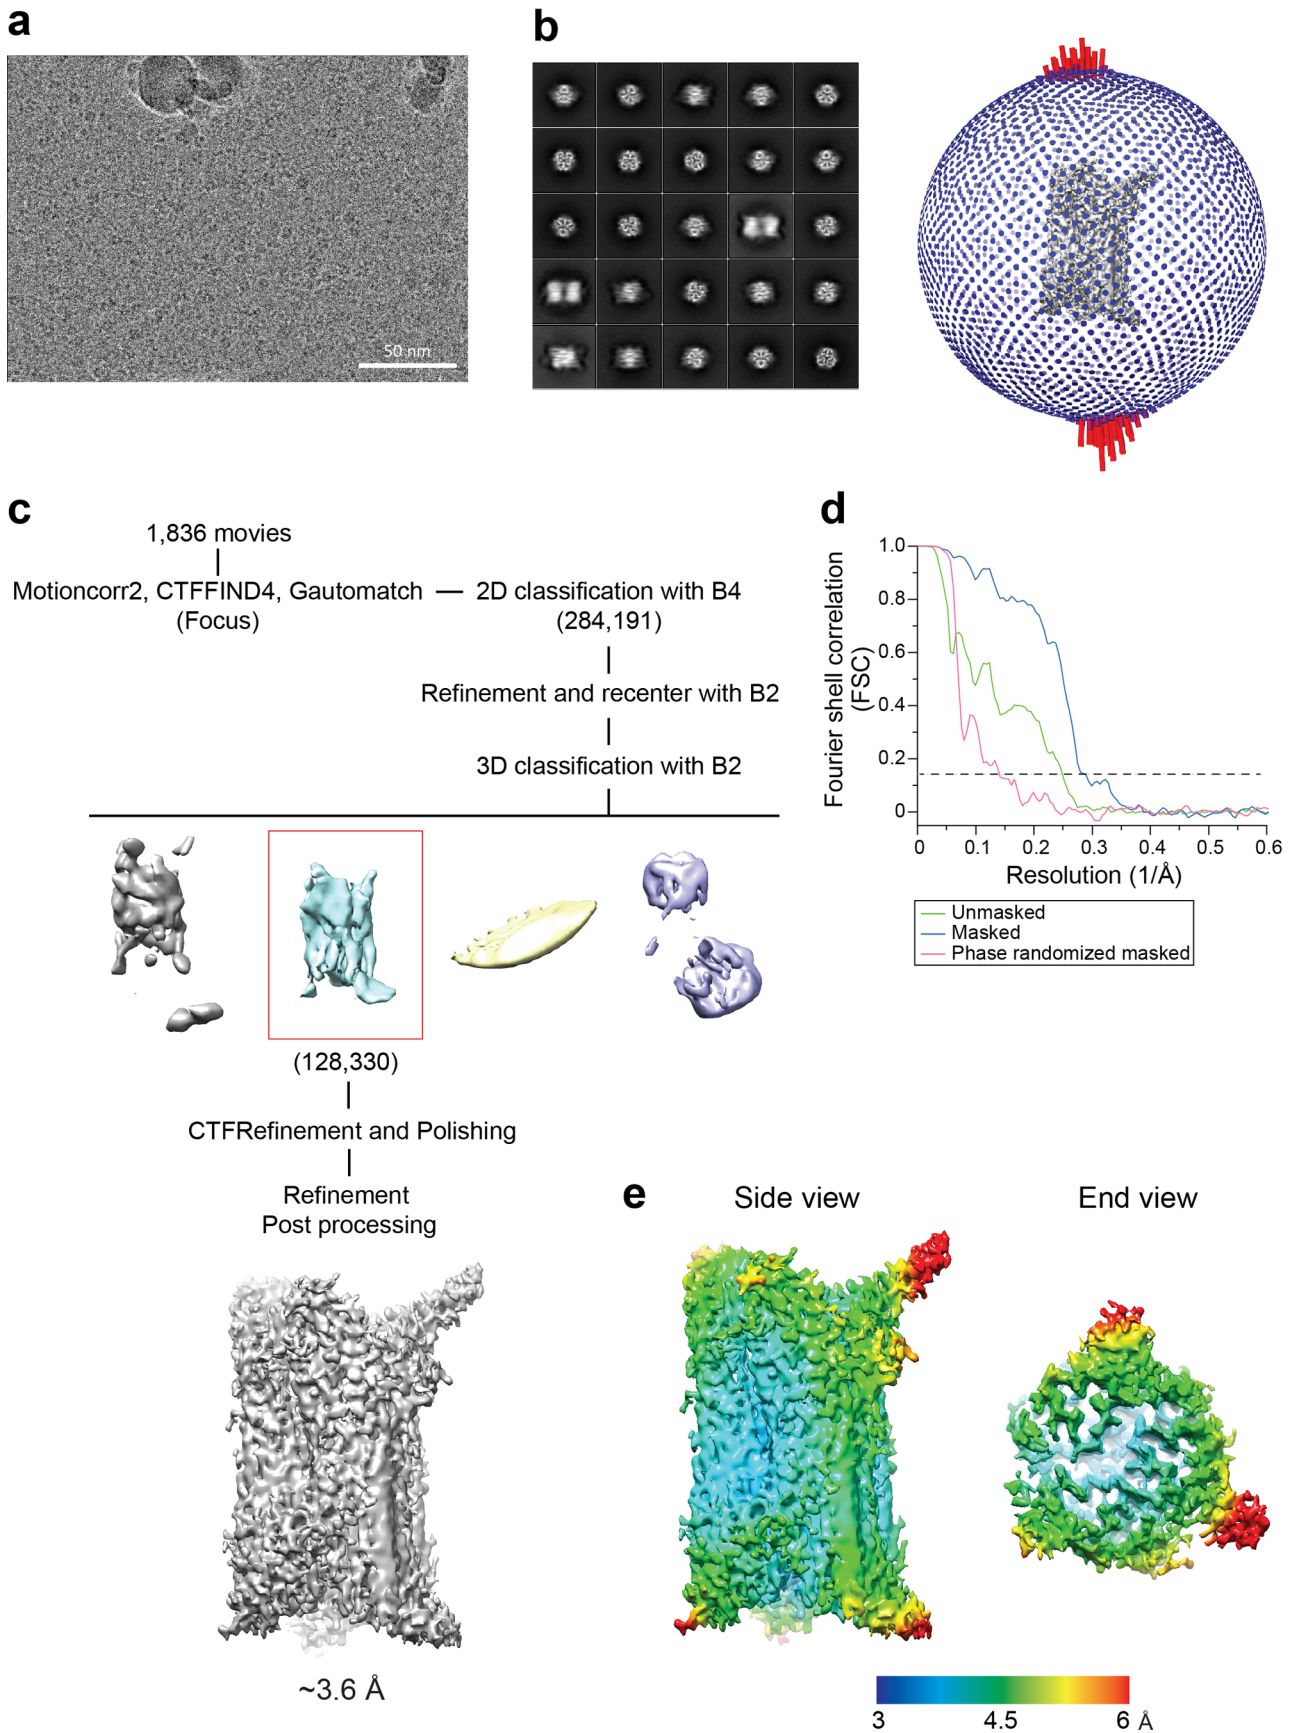 a
50 nm
b
c
1,836 movies
Motioncorr2, CTFFIND4, Gautomatch
(Focus)
2D classification with B4
(284,191)
Refinement and recenter with B2
3D classification with B2
(128,330)
CTFRefinement and Polishing
Refinement
Post processing
~3.6 Å
d
Fourier shell correlation
(FSC)
1.0
0.8
0.6
0.4
0.2
0
0 0.1 0.2 0.3 0.4 0.5 0.6
Resolution (1/Å)
Unmasked
Masked
Phase randomized masked
e
Side view
End view
3 4.5 6 Å